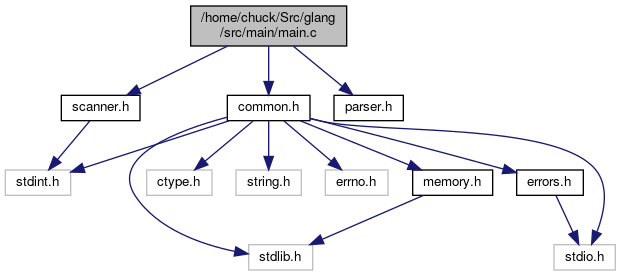 /home/chuck/Src/glang
/src/main/main.c
scanner.h
common.h
parser.h
stdint.h
ctype.h
string.h
errno.h
memory.h
errors.h
stdlib.h
stdio.h